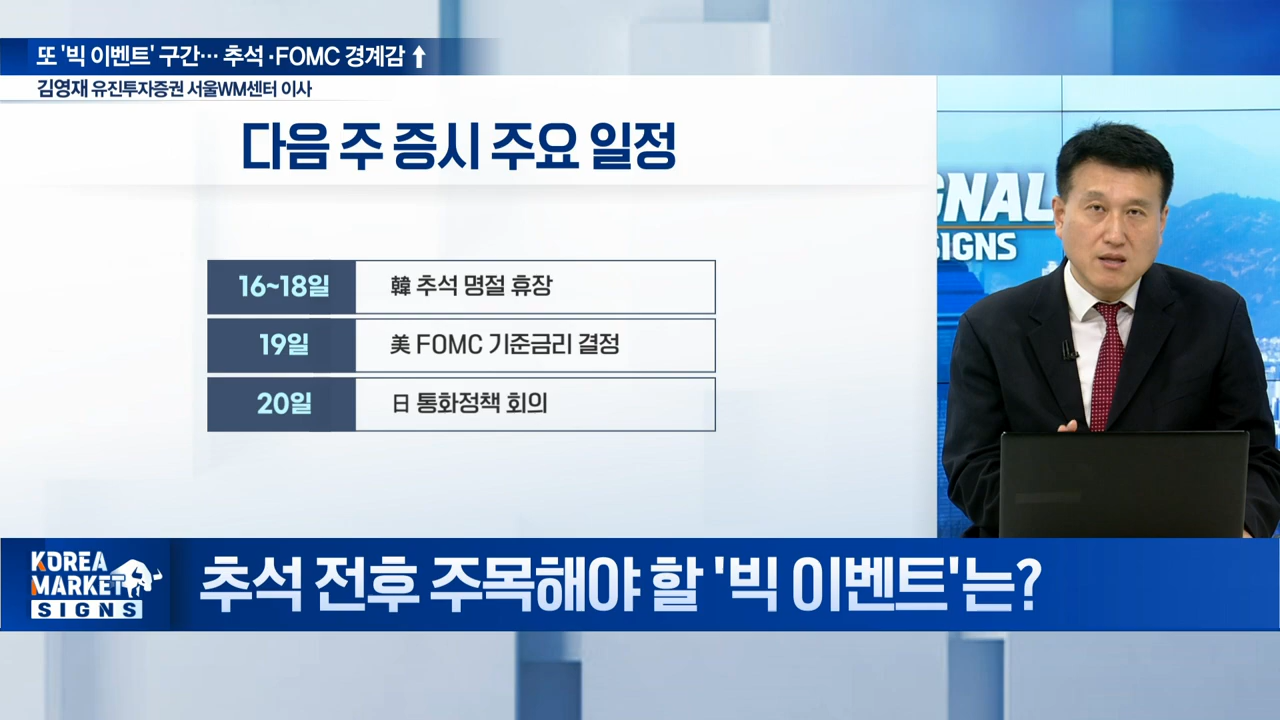 또 '빅 이벤트' 구간… 추석·FOMC 경계감↑
김영재 유진투자증권 서울WM센터 이사
다음 주 증시 주요 일정
16~18일 韓 추석 명절 휴장
19일 美 FOMC 기준금리 결정
20일 日 통화정책 회의
GNAL
SIGNS
KOREA
MARKET
SIGNS
추석 전후 주목해야 할 '빅 이벤트'는?